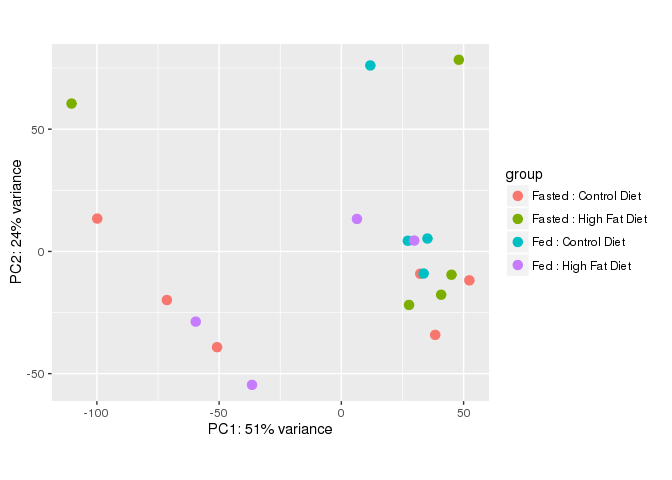 50
0
-50
-100
-50
0
50
PC1: 51% variance
PC2: 24% variance
group
Fasted : Control Diet
Fasted : High Fat Diet
Fed : Control Diet
Fed : High Fat Diet